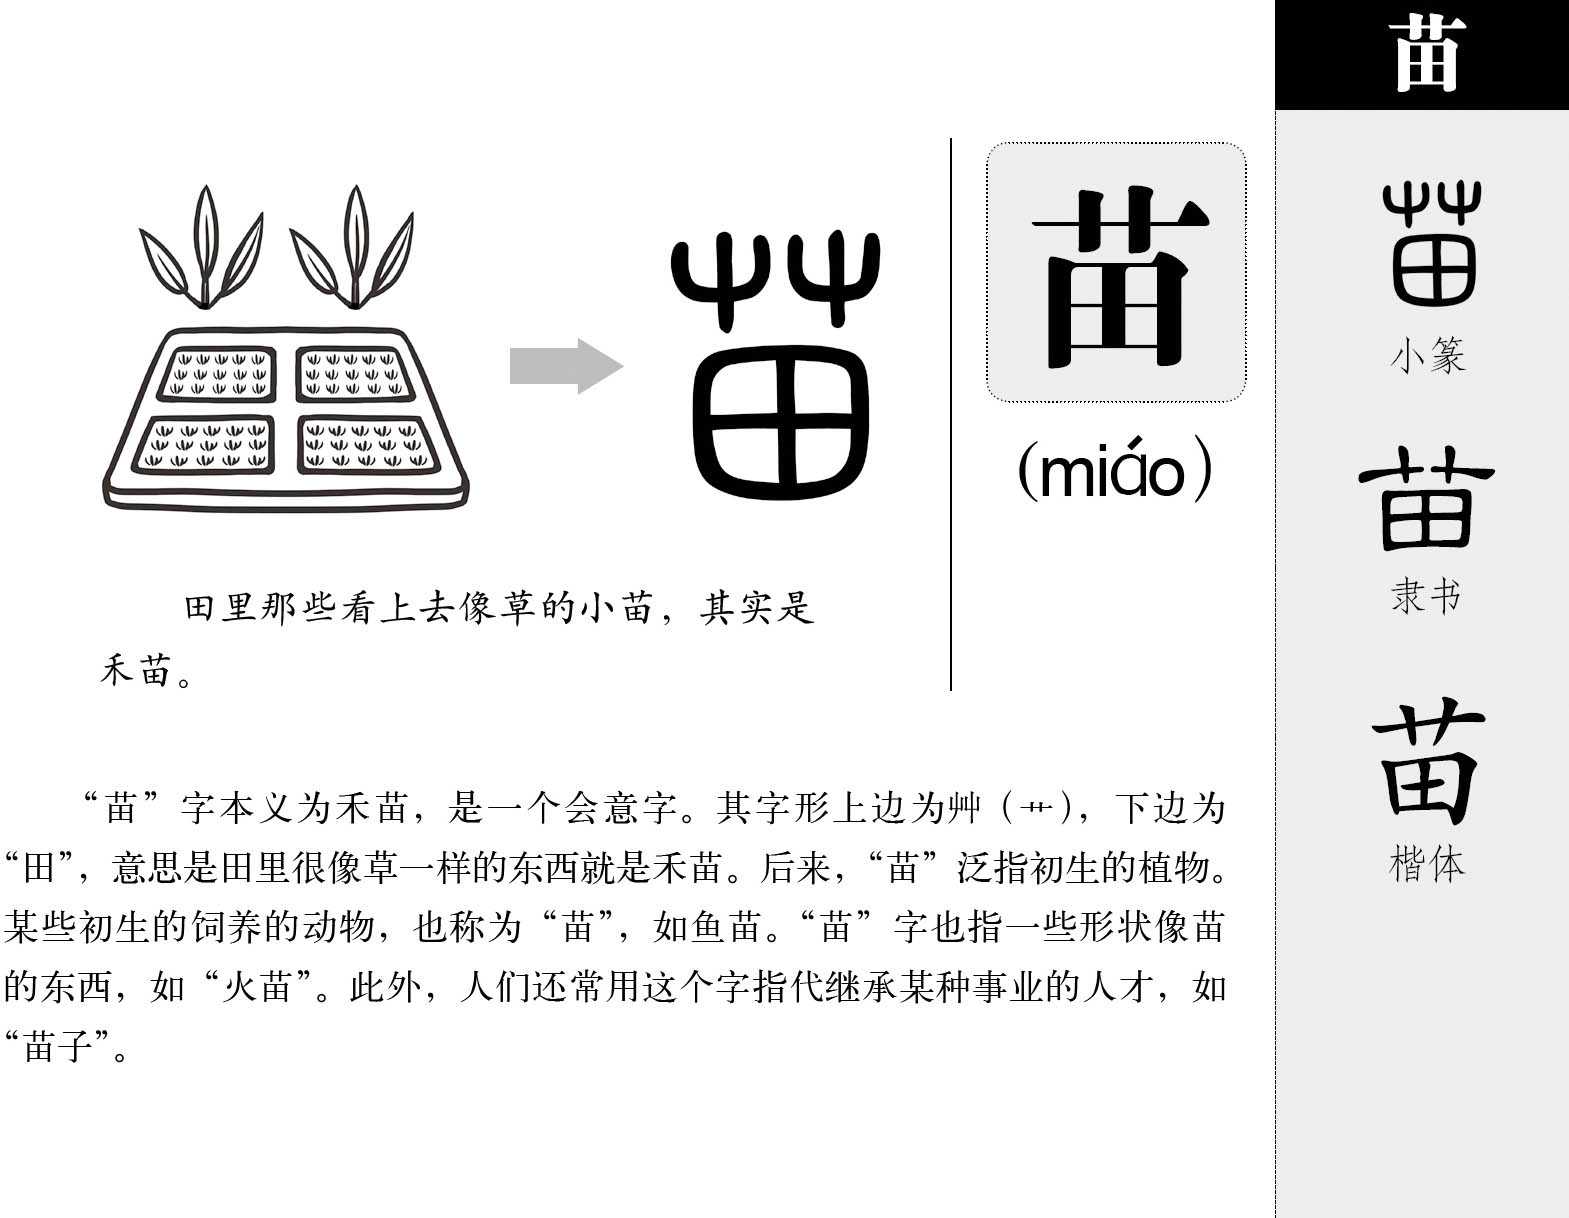 苗
苗
苗
(miáo)
田里那些看上去像草的小苗，其实是
禾苗。
“苗”字本义为禾苗，是一个会意字。其字形上边为艸（艹），下边为
“田”，意思是田里很像草一样的东西就是禾苗。后来，“苗”泛指初生的植物。
某些初生的饲养的动物，也称为“苗”，如鱼苗。“苗”字也指一些形状像苗
的东西，如“火苗”。此外，人们还常用这个字指代继承某种事业的人才，如
“苗子”。
苗
小篆
苗
隶书
苗
楷体